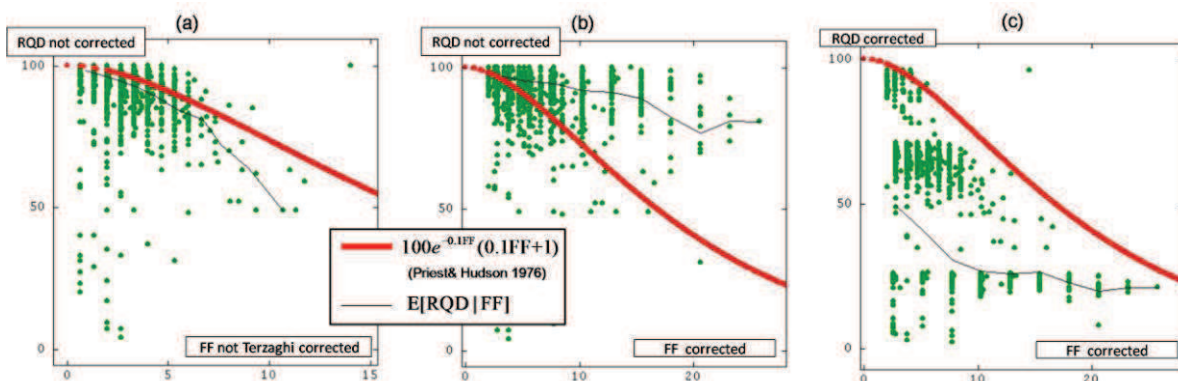 (a)
RQD not corrected
100
50
0
FF not Terzaghi corrected
0 5 10 15
(b)
RQD not corrected
100
50
0
FF corrected
0 10 20
(c)
RQD corrected
100
50
0
FF corrected
0 10 20
100e^{-0.1FF}(0.1FF+1)
(Priest& Hudson 1976)
E[RQD|FF]